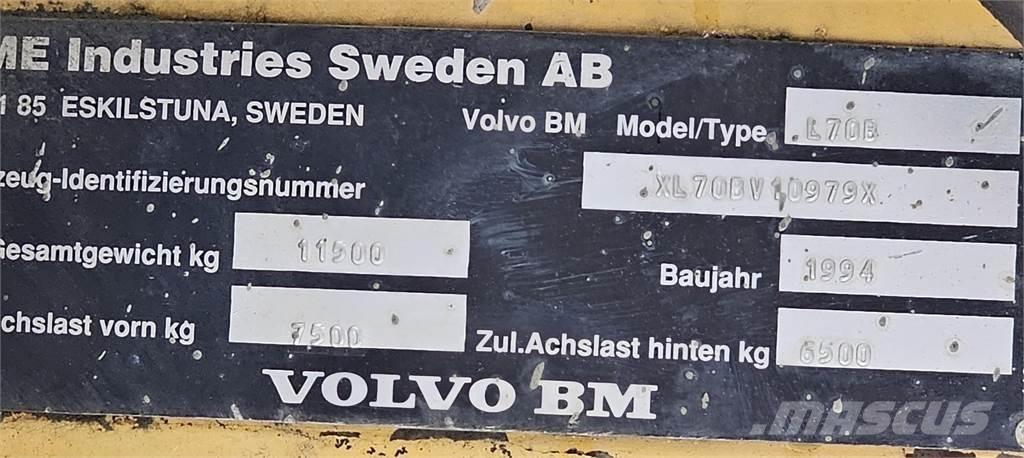 ME Industries Sweden AB
85 ESKILSTUNA, SWEDEN Volvo BM Model/Type L70B
zeug-Identifizierungsnummer XL70BV10979X
Gesamtgewicht kg 11500 Baujahr 1994
chslast vorn kg 7500 Zul.Achslast hinten kg 6500
VOLVO BM
MASCUS